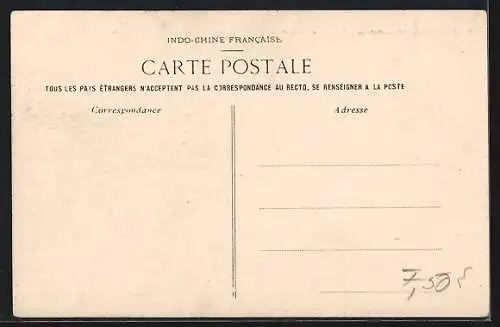 INDO-CHINE FRANÇAISE
CARTE POSTALE
TOUS LES PAYS ÉTRANGERS N'ACCEPTENT PAS LA CORRESPONDANCE AU RECTO, SE RENSEIGNER A LA POSTE
Correspondance
Adresse
7,50